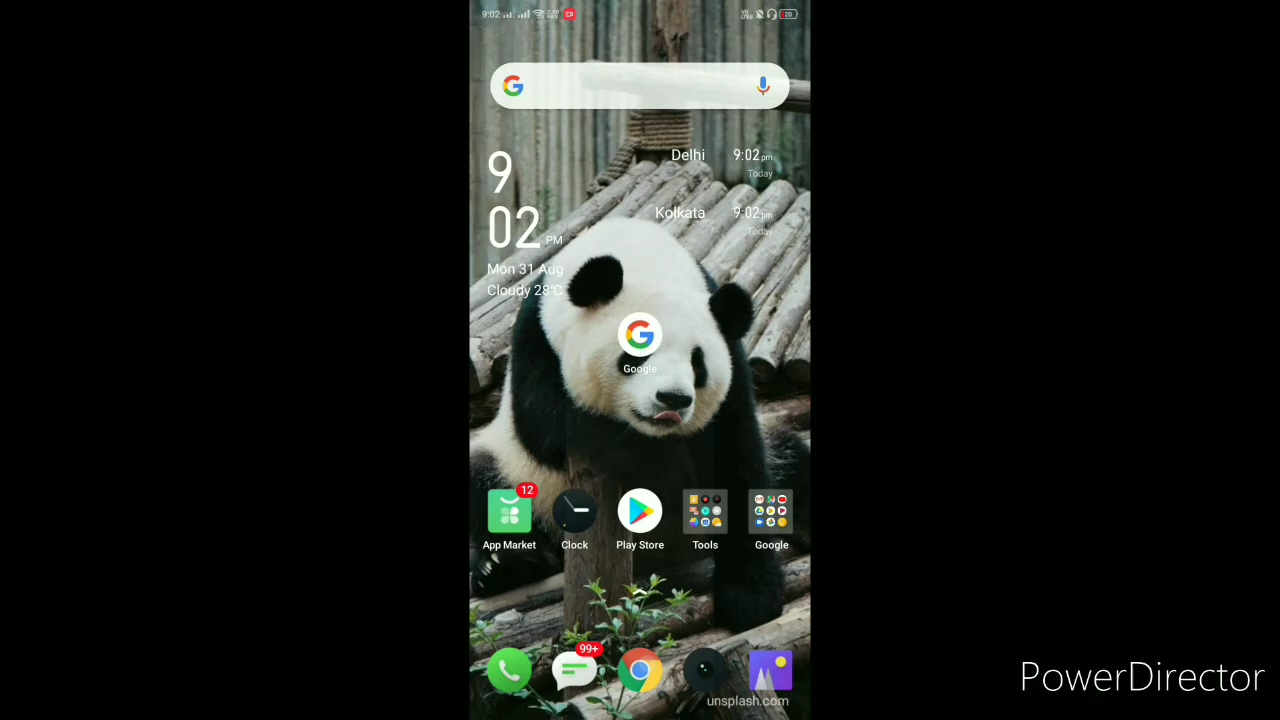 9:02
20
Delhi 9:02 pm
Today
Kolkata 9:02 pm
Today
9
02 PM
Mon 31 Aug
Cloudy 28°C
Google
12
App Market Clock Play Store Tools Google
99+
unsplash.com
PowerDirector